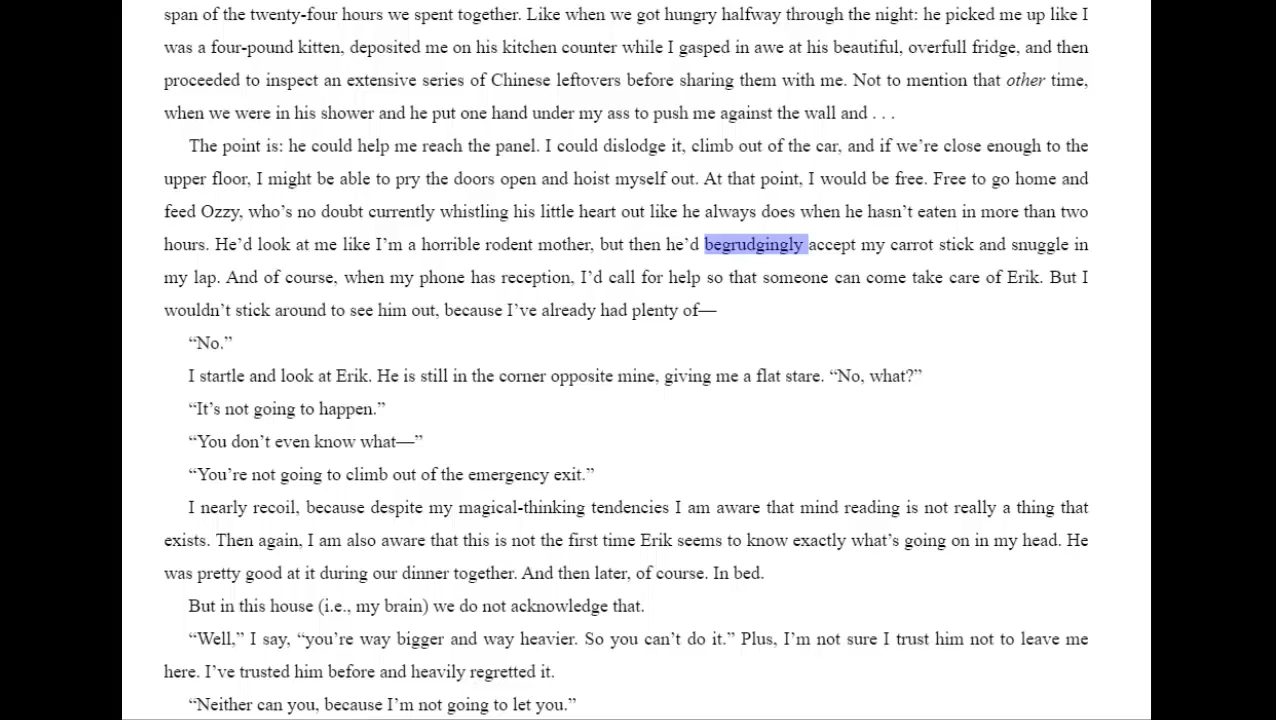 span of the twenty-four hours we spent together. Like when we got hungry halfway through the night: he picked me up like I
was a four-pound kitten, deposited me on his kitchen counter while I gasped in awe at his beautiful, overfull fridge, and then
proceeded to inspect an extensive series of Chinese leftovers before sharing them with me. Not to mention that other time,
when we were in his shower and he put one hand under my ass to push me against the wall and . . .
The point is: he could help me reach the panel. I could dislodge it, climb out of the car, and if we’re close enough to the
upper floor, I might be able to pry the doors open and hoist myself out. At that point, I would be free. Free to go home and
feed Ozzy, who’s no doubt currently whistling his little heart out like he always does when he hasn’t eaten in more than two
hours. He’d look at me like I’m a horrible rodent mother, but then he’d begrudgingly accept my carrot stick and snuggle in
my lap. And of course, when my phone has reception, I’d call for help so that someone can come take care of Erik. But I
wouldn’t stick around to see him out, because I’ve already had plenty of—
“No.”
I startle and look at Erik. He is still in the corner opposite mine, giving me a flat stare. “No, what?”
“It’s not going to happen.”
“You don’t even know what—”
“You’re not going to climb out of the emergency exit.”
I nearly recoil, because despite my magical-thinking tendencies I am aware that mind reading is not really a thing that
exists. Then again, I am also aware that this is not the first time Erik seems to know exactly what’s going on in my head. He
was pretty good at it during our dinner together. And then later, of course. In bed.
But in this house (i.e., my brain) we do not acknowledge that.
“Well,” I say, “you’re way bigger and way heavier. So you can’t do it.” Plus, I’m not sure I trust him not to leave me
here. I’ve trusted him before and heavily regretted it.
“Neither can you, because I’m not going to let you.”